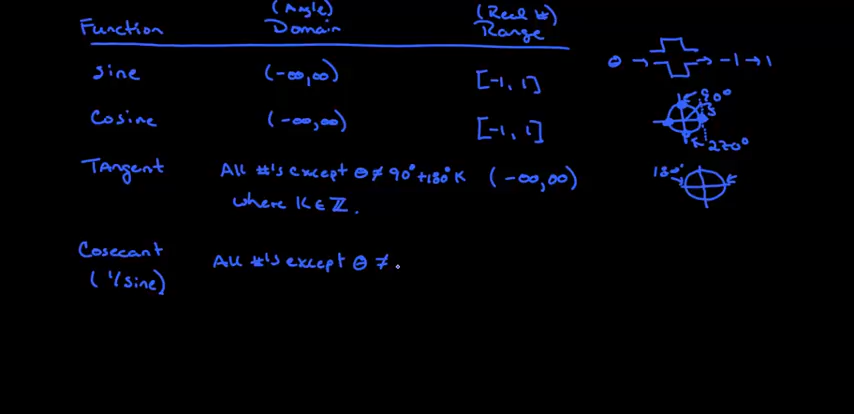 (Angle) (Real #)
Function Domain Range
Sine (-∞,∞) [-1, 1]
θ → → -1 → 1
Cosine (-∞,∞) [-1, 1]
90°
270°
Tangent All #'s except θ ≠ 90° + 180° K (-∞,∞)
where K ∈ ℤ.
180°
Cosecant All #'s except θ ≠
(1/sine)